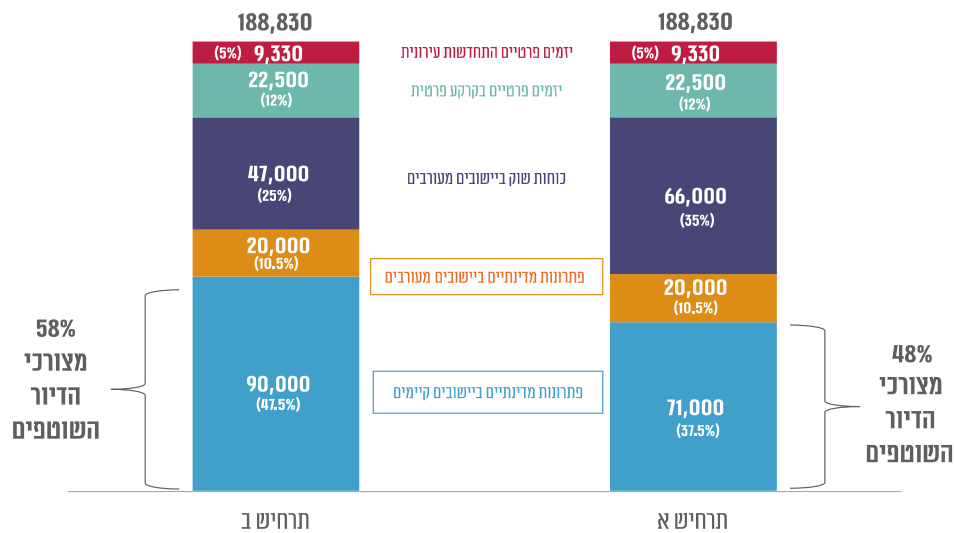 188,830
188,830
יזמים פרטיים התחדשות עירונית
9,330 (5%)
9,330 (5%)
יזמים פרטיים בקרקע פרטית
22,500
(12%)
22,500
(12%)
כוחות שוק ביישובים מעורבים
66,000
(35%)
47,000
(25%)
פתרונות מדינתיים ביישובים מעורבים
20,000
(10.5%)
20,000
(10.5%)
פתרונות מדינתיים ביישובים קיימים
71,000
(37.5%)
90,000
(47.5%)
48%
מצורכי
הדיור
השוטפים
58%
מצורכי
הדיור
השוטפים
תרחיש א
תרחיש ב